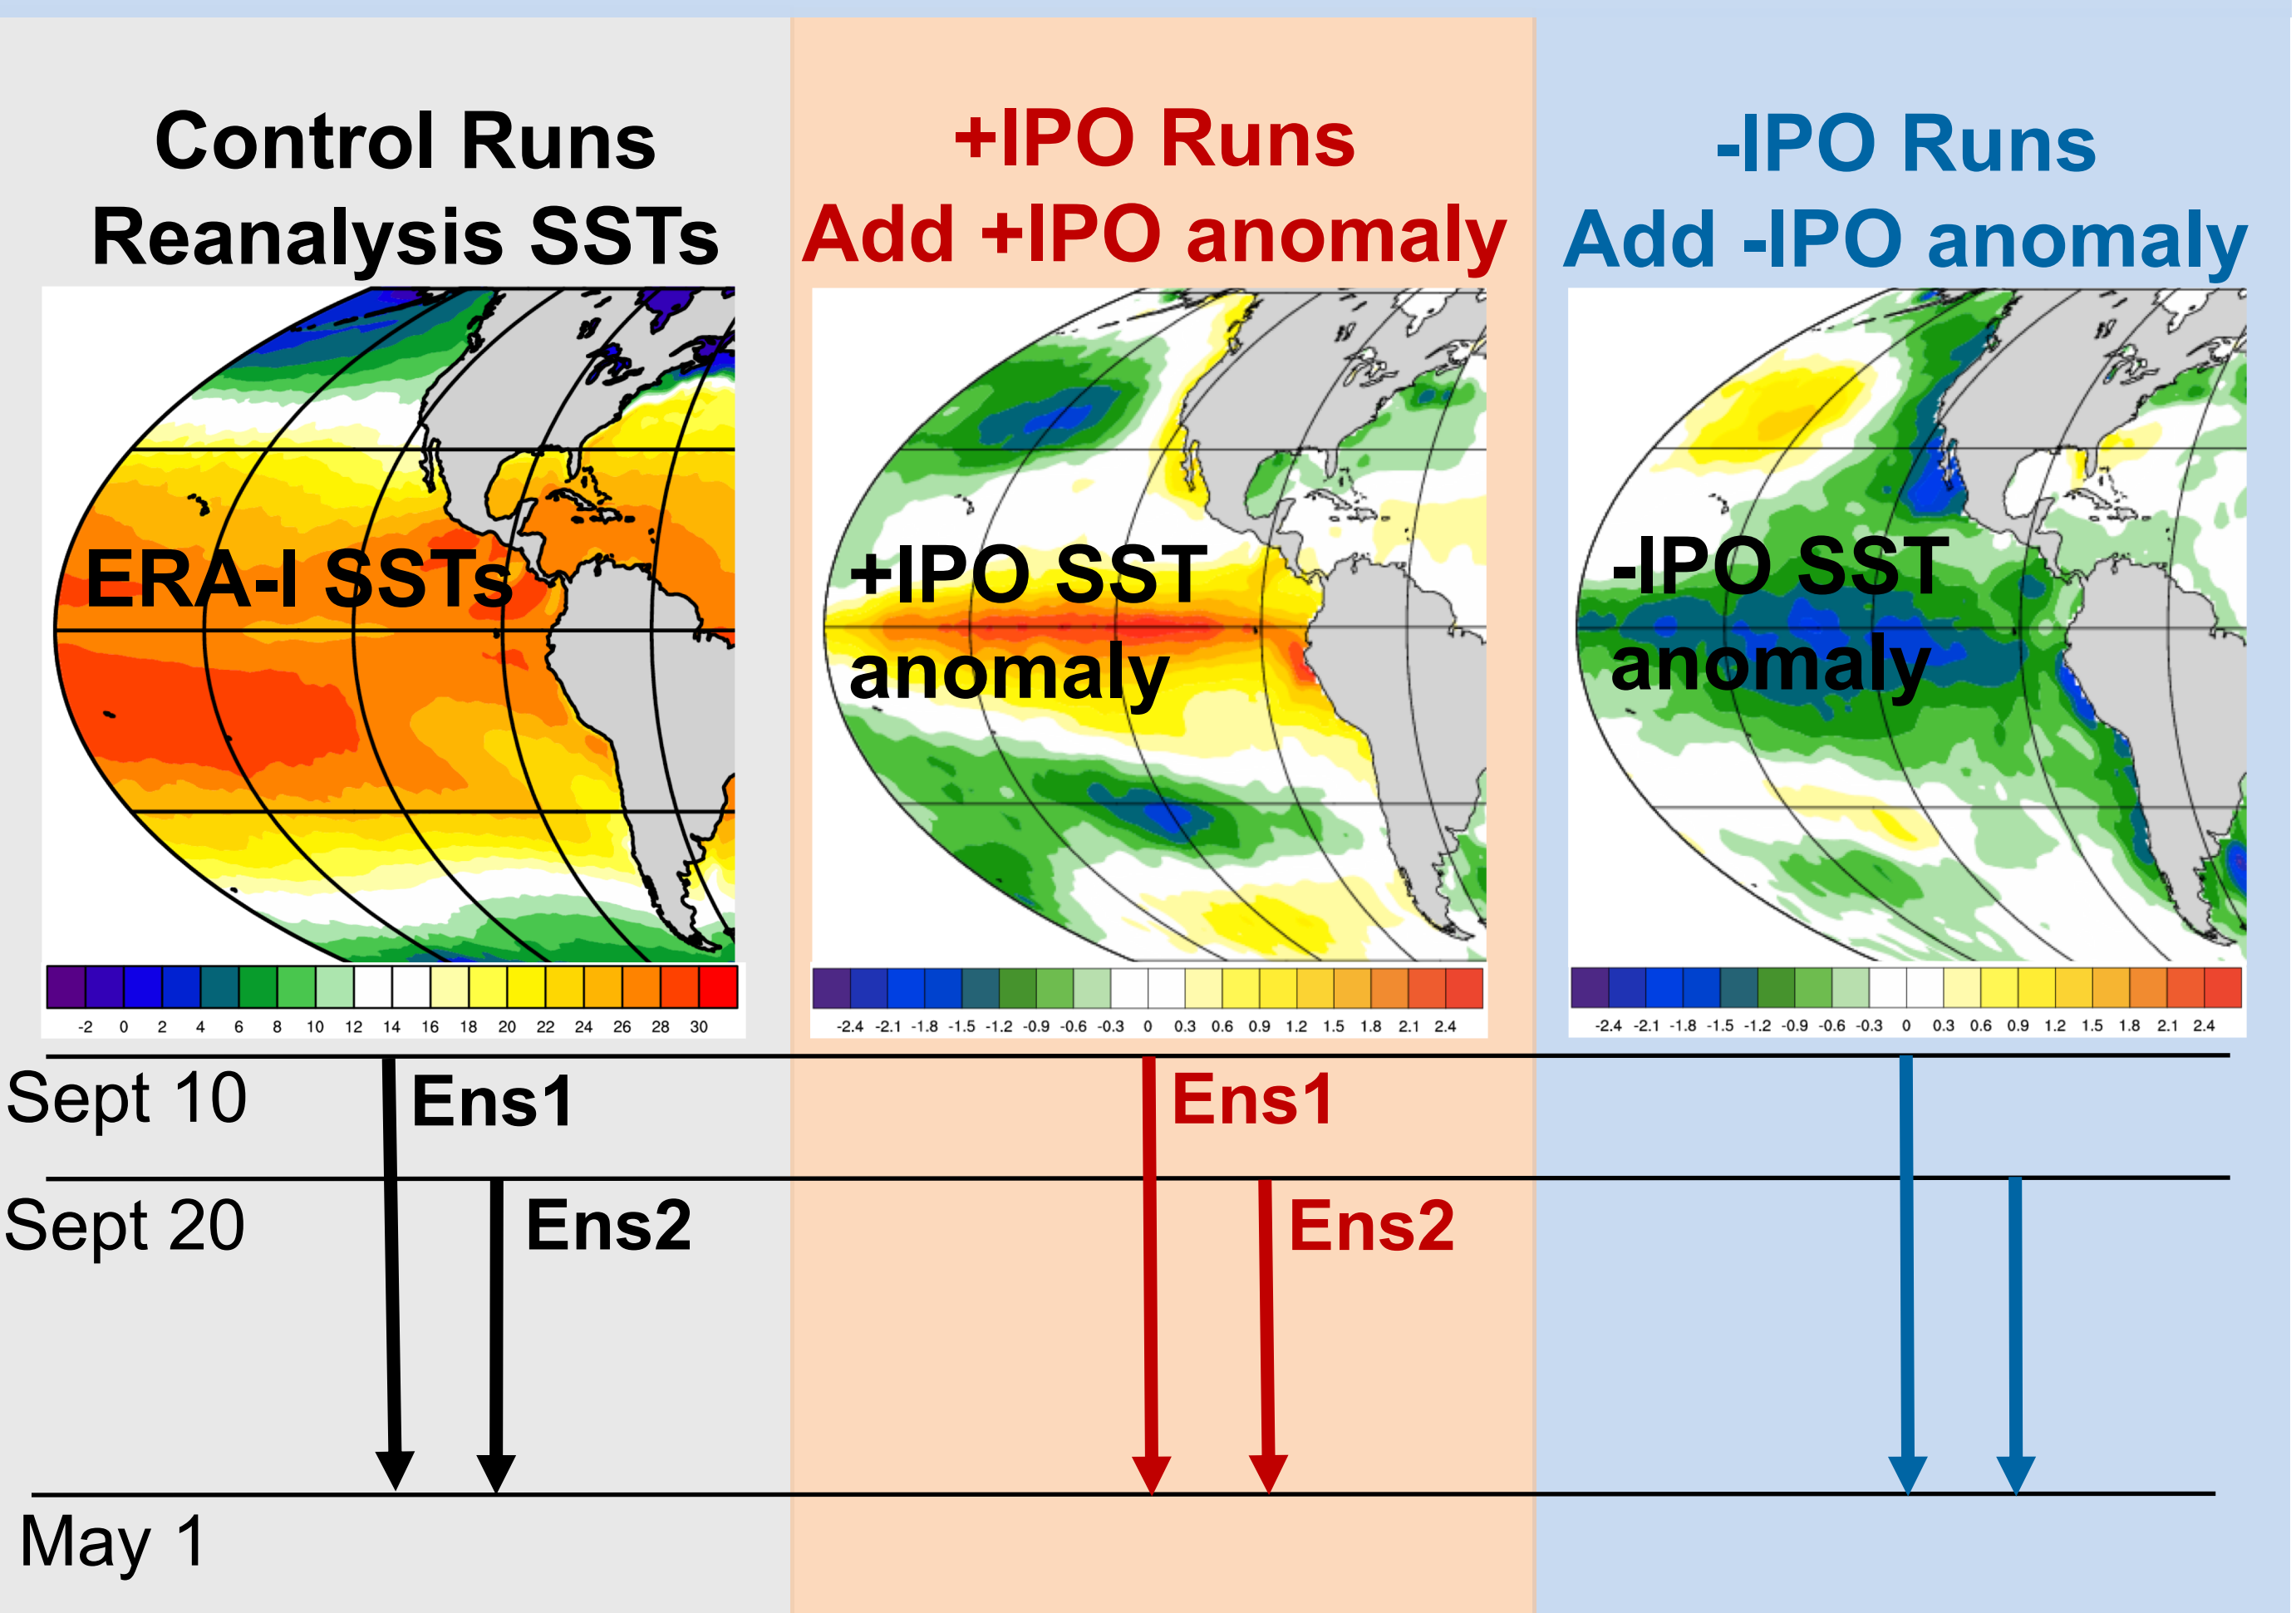 Control Runs
Reanalysis SSTs
+IPO Runs
Add +IPO anomaly
-IPO Runs
Add -IPO anomaly
ERA-I SSTs
+IPO SST
anomaly
-IPO SST
anomaly
-2 0 2 4 6 8 10 12 14 16 18 20 22 24 26 28 30
-2.4 -2.1 -1.8 -1.5 -1.2 -0.9 -0.6 -0.3 0 0.3 0.6 0.9 1.2 1.5 1.8 2.1 2.4
-2.4 -2.1 -1.8 -1.5 -1.2 -0.9 -0.6 -0.3 0 0.3 0.6 0.9 1.2 1.5 1.8 2.1 2.4
Sept 10
Ens1
Ens1
Sept 20
Ens2
Ens2
May 1